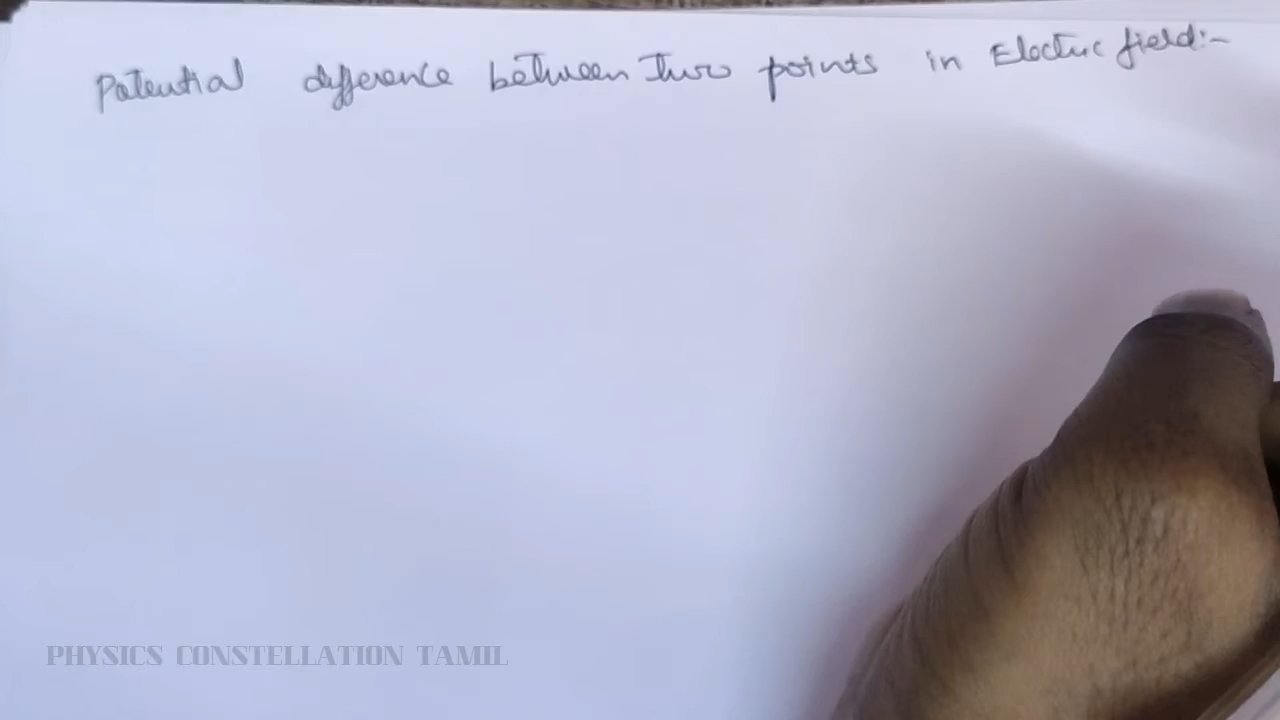 Potential difference between two points in Electric field:-
PHYSICS CONSTELLATION TAMIL